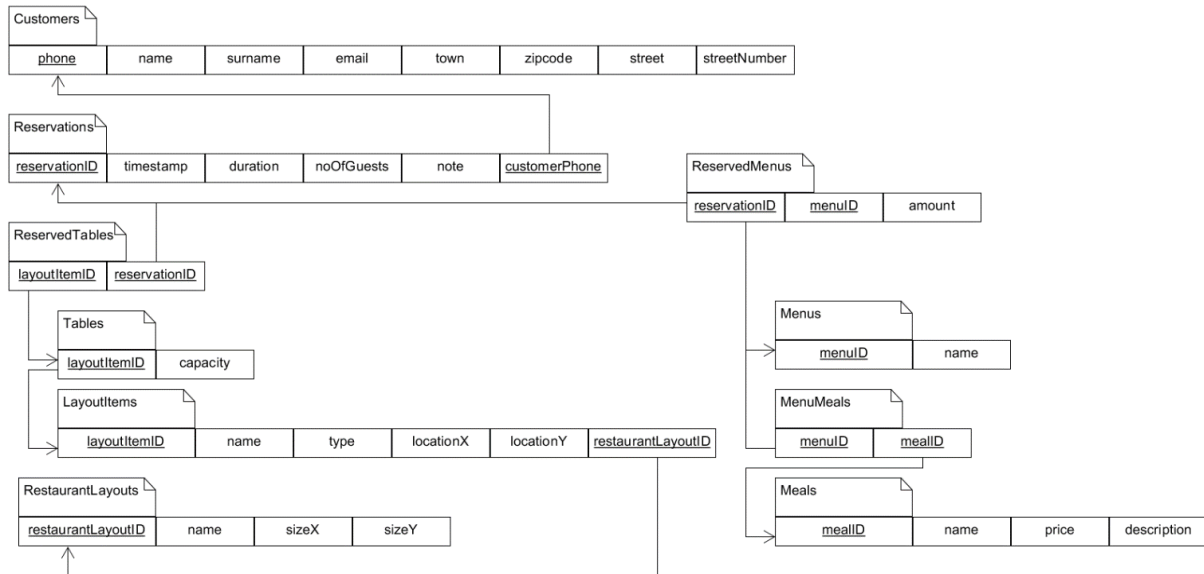 Customers
phone name surname email town zipcode street streetNumber
Reservations
reservationID timestamp duration noOfGuests note customerPhone
ReservedMenus
reservationID menuID amount
ReservedTables
layoutItemID reservationID
Tables
layoutItemID capacity
Menus
menuID name
LayoutItems
layoutItemID name type locationX locationY restaurantLayoutID
MenuMeals
menuID mealID
RestaurantLayouts
restaurantLayoutID name sizeX sizeY
Meals
mealID name price description